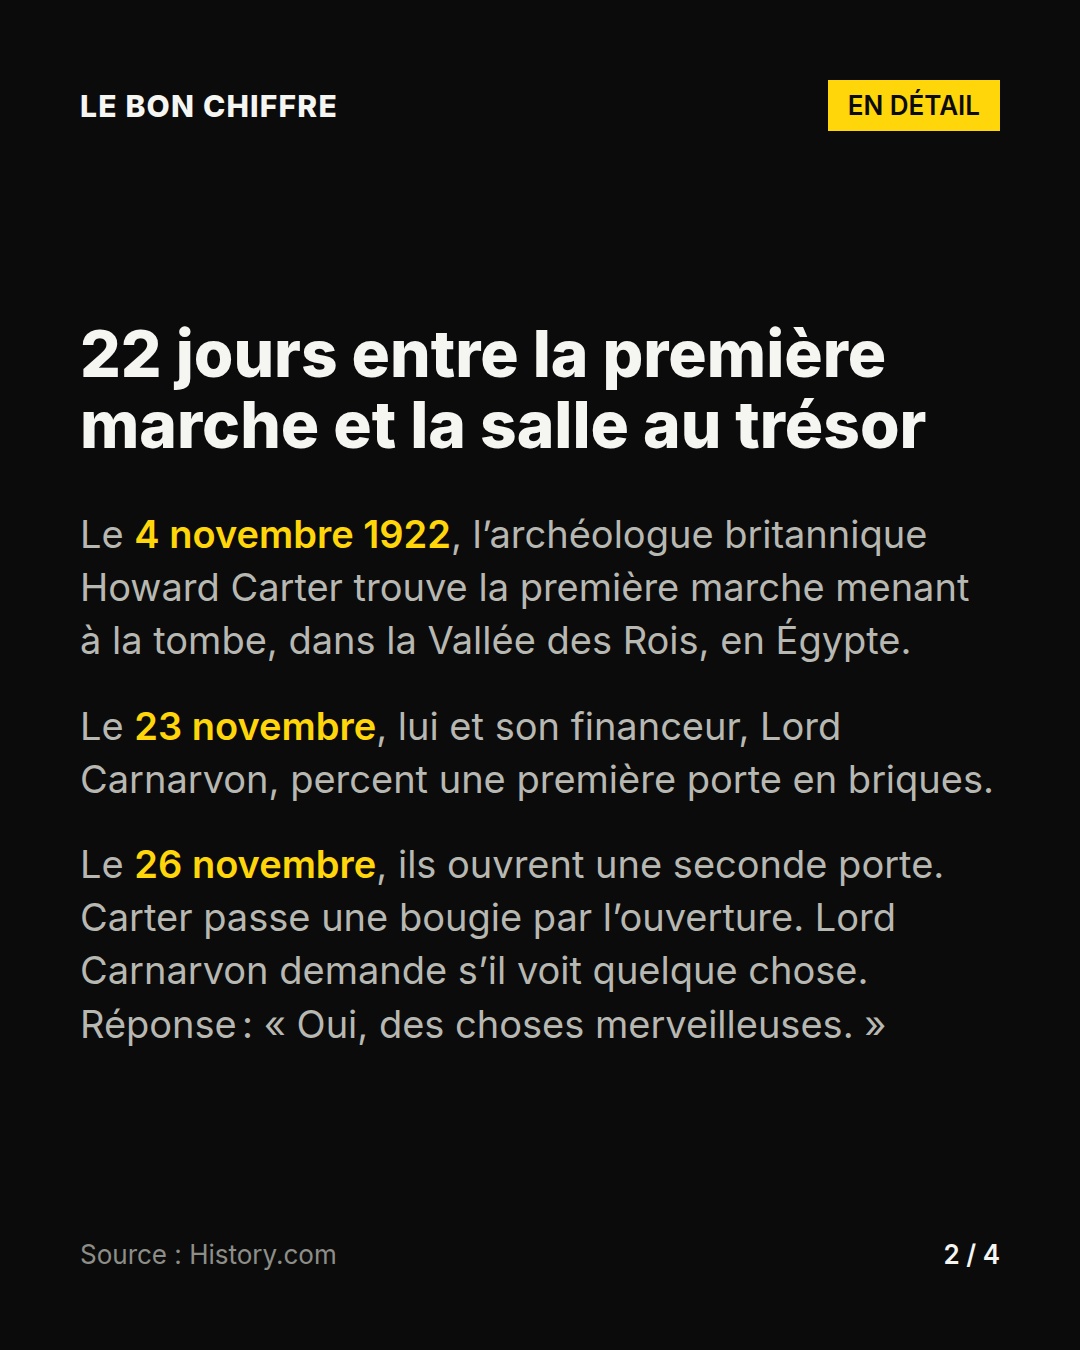 LE BON CHIFFRE
EN DÉTAIL
22 jours entre la première
marche et la salle au trésor
Le 4 novembre 1922, l’archéologue britannique
Howard Carter trouve la première marche menant
à la tombe, dans la Vallée des Rois, en Égypte.
Le 23 novembre, lui et son financeur, Lord
Carnarvon, percent une première porte en briques.
Le 26 novembre, ils ouvrent une seconde porte.
Carter passe une bougie par l’ouverture. Lord
Carnarvon demande s’il voit quelque chose.
Réponse : « Oui, des choses merveilleuses. »
Source : History.com
2 / 4